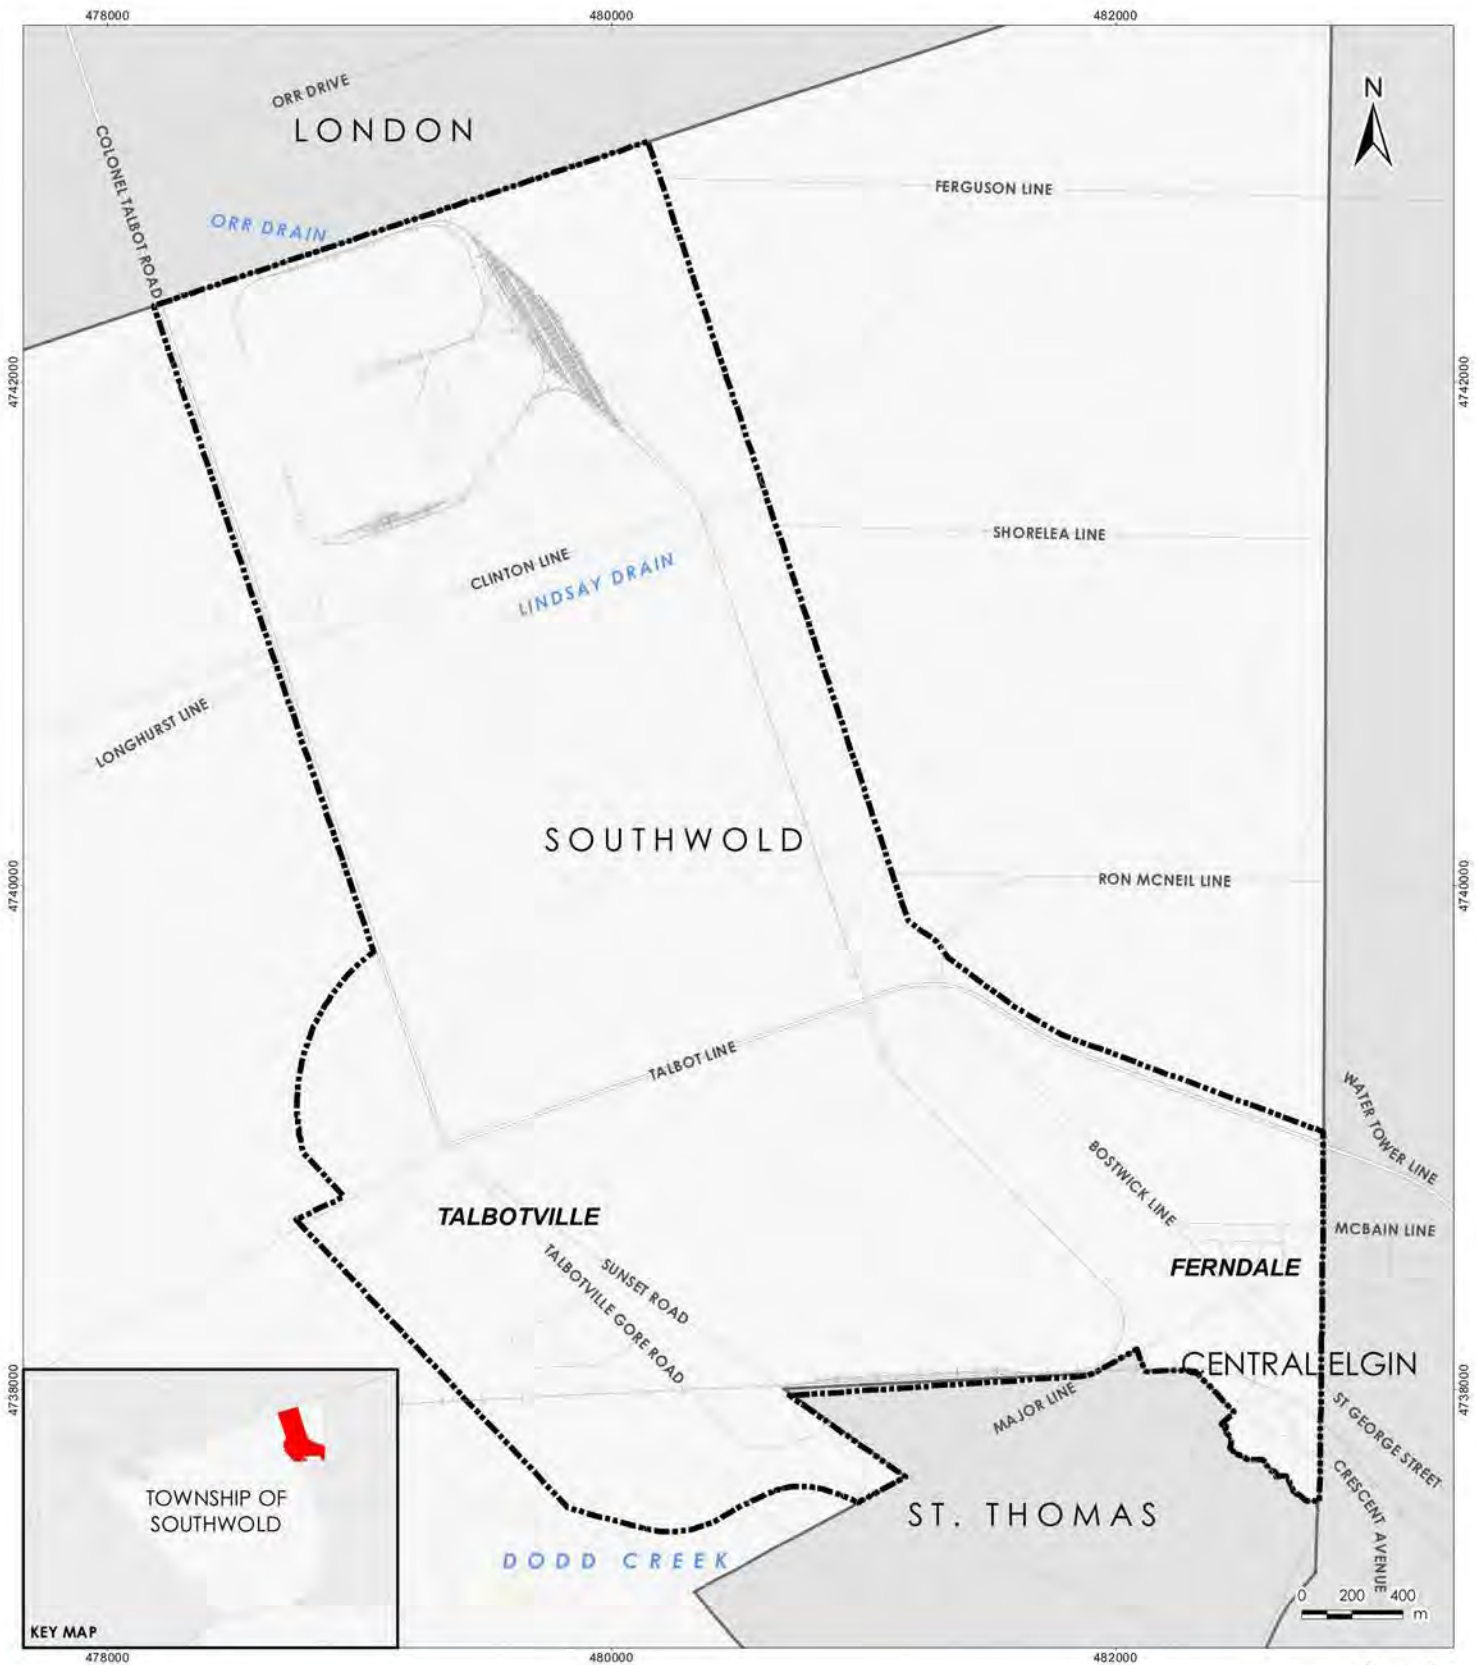 478000
480000
482000
ORR DRIVE
LONDON
N
COLONEL TALBOT ROAD
FERGUSON LINE
ORR DRAIN
4742000
4742000
SHORELEA LINE
CLINTON LINE
LINDSAY DRAIN
LONGHURST LINE
SOUTHWOLD
4740000
RON MCNEIL LINE
4740000
TALBOT LINE
WATER TOWER LINE
BOSTWICK LINE
TALBOTVILLE
MCBAIN LINE
SUNSET ROAD
TALBOTVILLE GORE ROAD
FERNDALE
CENTRAL ELGIN
4738000
4738000
MAJOR LINE
ST GEORGE STREET
CRESCENT AVENUE
TOWNSHIP OF
SOUTHWOLD
ST. THOMAS
DODD CREEK
0 200 400
m
KEY MAP
478000
480000
482000